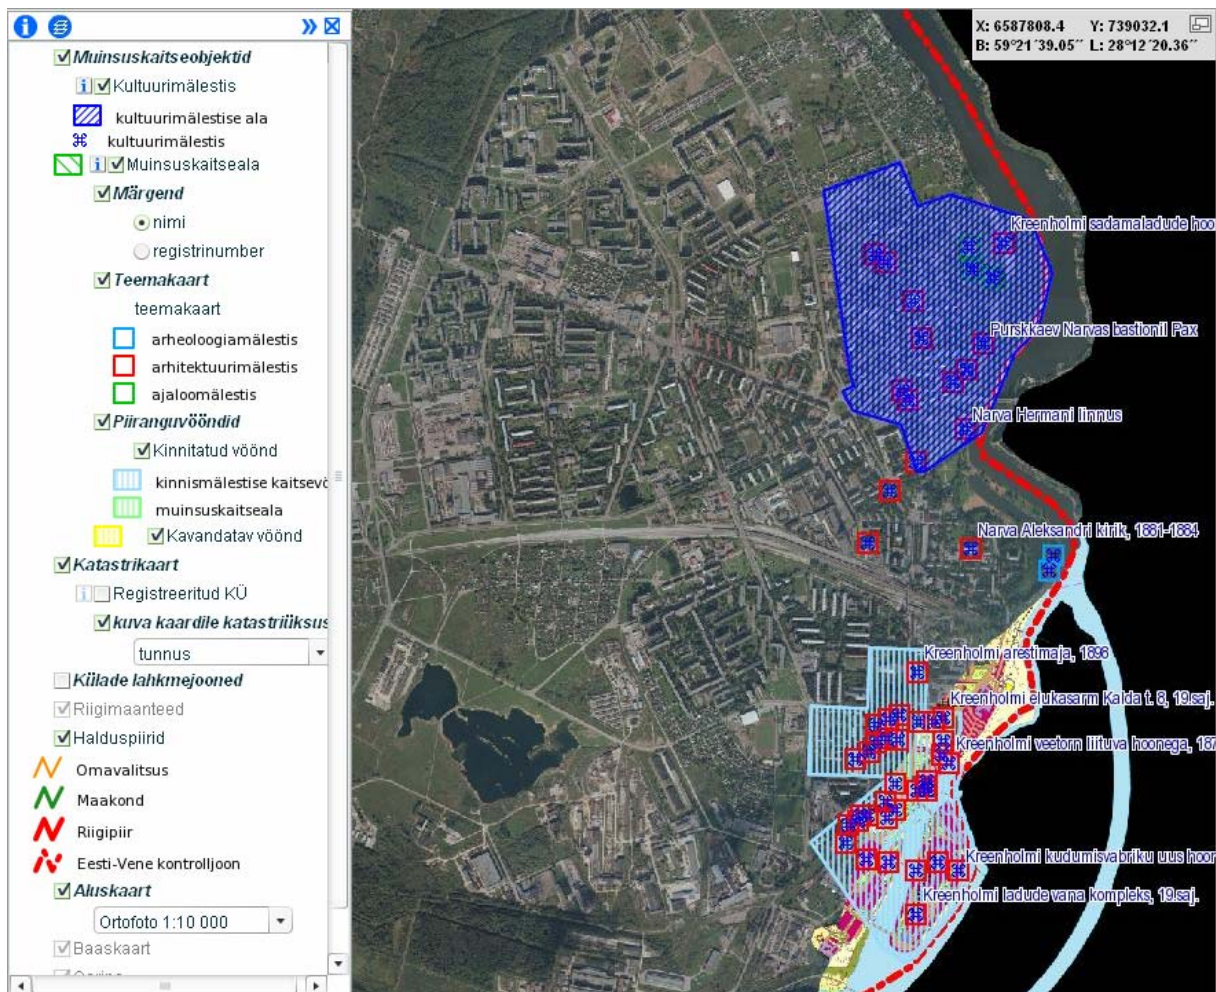 Muinsuskaitseobjektid
Kultuurimälestis
kultuurimälestise ala
kultuurimälestis
Muinsuskaitseala
Märgend
nimi
registrinumber
Teemakaart
teemakaart
arheoloogiamälestis
arhitektuurimälestis
ajaloomälestis
Piiranguvööndid
Kinnitatud vöönd
kinnismälestise kaitsevö
muinsuskaitseala
Kavandatav vöönd
Katastrikaart
Registreeritud KÜ
kuva kaardile katastriüksus
tunnus
Külade lahkmejooned
Riigimaanteed
Halduspiirid
Omavalitsus
Maakond
Riigipiir
Eesti-Vene kontrolljoon
Aluskaart
Ortofoto 1:10 000
Baaskaart
X: 6587808.4 Y: 739032.1
B: 59°21´39.05´´ L: 28°12´20.36´´
Kreenholmi sadamaladude hoo
Purskkaev Narvas bastionil Pax
Narva Hermani linnus
Narva Aleksandri kirik, 1881-1884
Kreenholmi arestimaja, 1896
Kreenholmi elukasarm Kalda t. 8, 19.saj.
Kreenholmi veetorn liituva hoonega, 187
Kreenholmi kudumisvabriku uus hoor
Kreenholmi ladude vana kompleks, 19.saj.